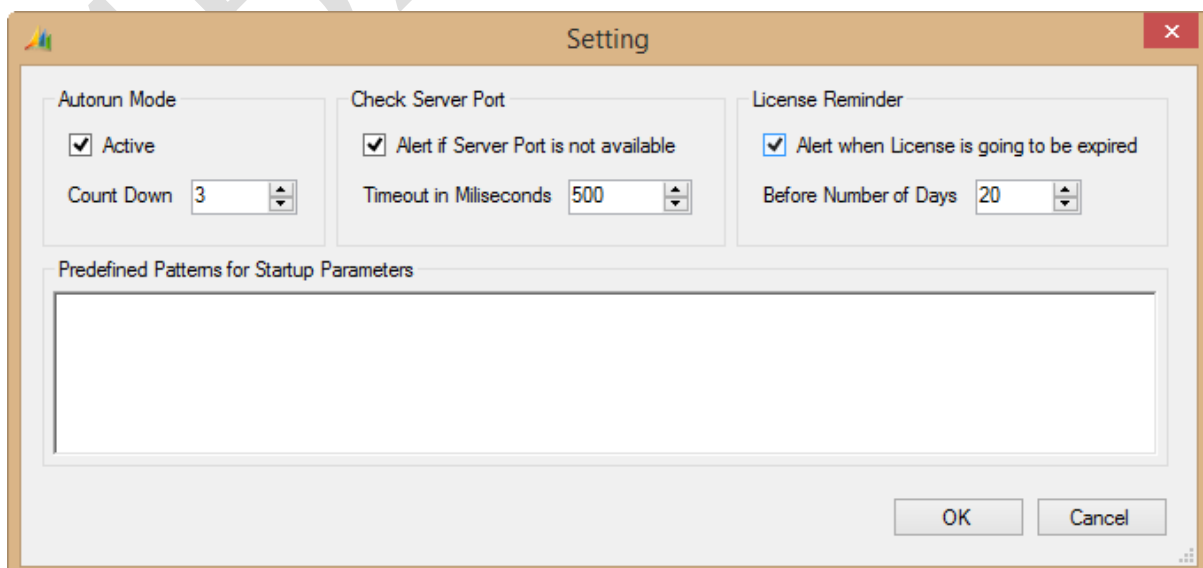 Setting
Autorun Mode
Active
Count Down 3
Check Server Port
Alert if Server Port is not available
Timeout in Miliseconds 500
License Reminder
Alert when License is going to be expired
Before Number of Days 20
Predefined Patterns for Startup Parameters
OK
Cancel